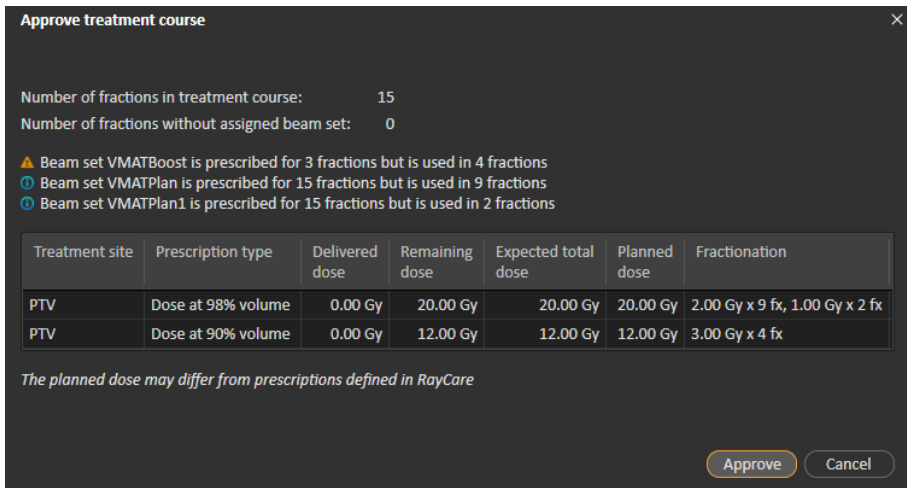 Approve treatment course
Number of fractions in treatment course: 15
Number of fractions without assigned beam set: 0
Beam set VMATBoost is prescribed for 3 fractions but is used in 4 fractions
Beam set VMATPlan is prescribed for 15 fractions but is used in 9 fractions
Beam set VMATPlan1 is prescribed for 15 fractions but is used in 2 fractions
Treatment site Prescription type Delivered dose Remaining dose Expected total dose Planned dose Fractionation
PTV Dose at 98% volume 0.00 Gy 20.00 Gy 20.00 Gy 20.00 Gy 2.00 Gy x 9 fx, 1.00 Gy x 2 fx
PTV Dose at 90% volume 0.00 Gy 12.00 Gy 12.00 Gy 12.00 Gy 3.00 Gy x 4 fx
The planned dose may differ from prescriptions defined in RayCare
Approve Cancel